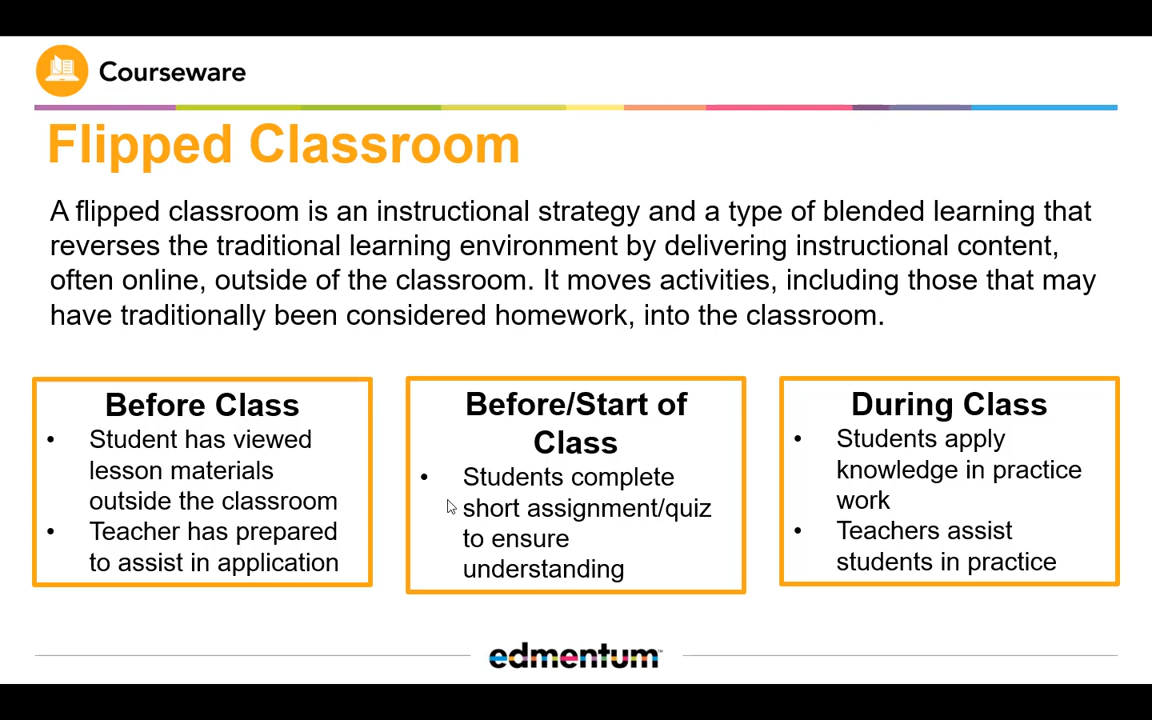 Courseware
Flipped Classroom
A flipped classroom is an instructional strategy and a type of blended learning that
reverses the traditional learning environment by delivering instructional content,
often online, outside of the classroom. It moves activities, including those that may
have traditionally been considered homework, into the classroom.
Before Class
• Student has viewed
lesson materials
outside the classroom
• Teacher has prepared
to assist in application
Before/Start of
Class
• Students complete
short assignment/quiz
to ensure
understanding
During Class
• Students apply
knowledge in practice
work
• Teachers assist
students in practice
edmentum™